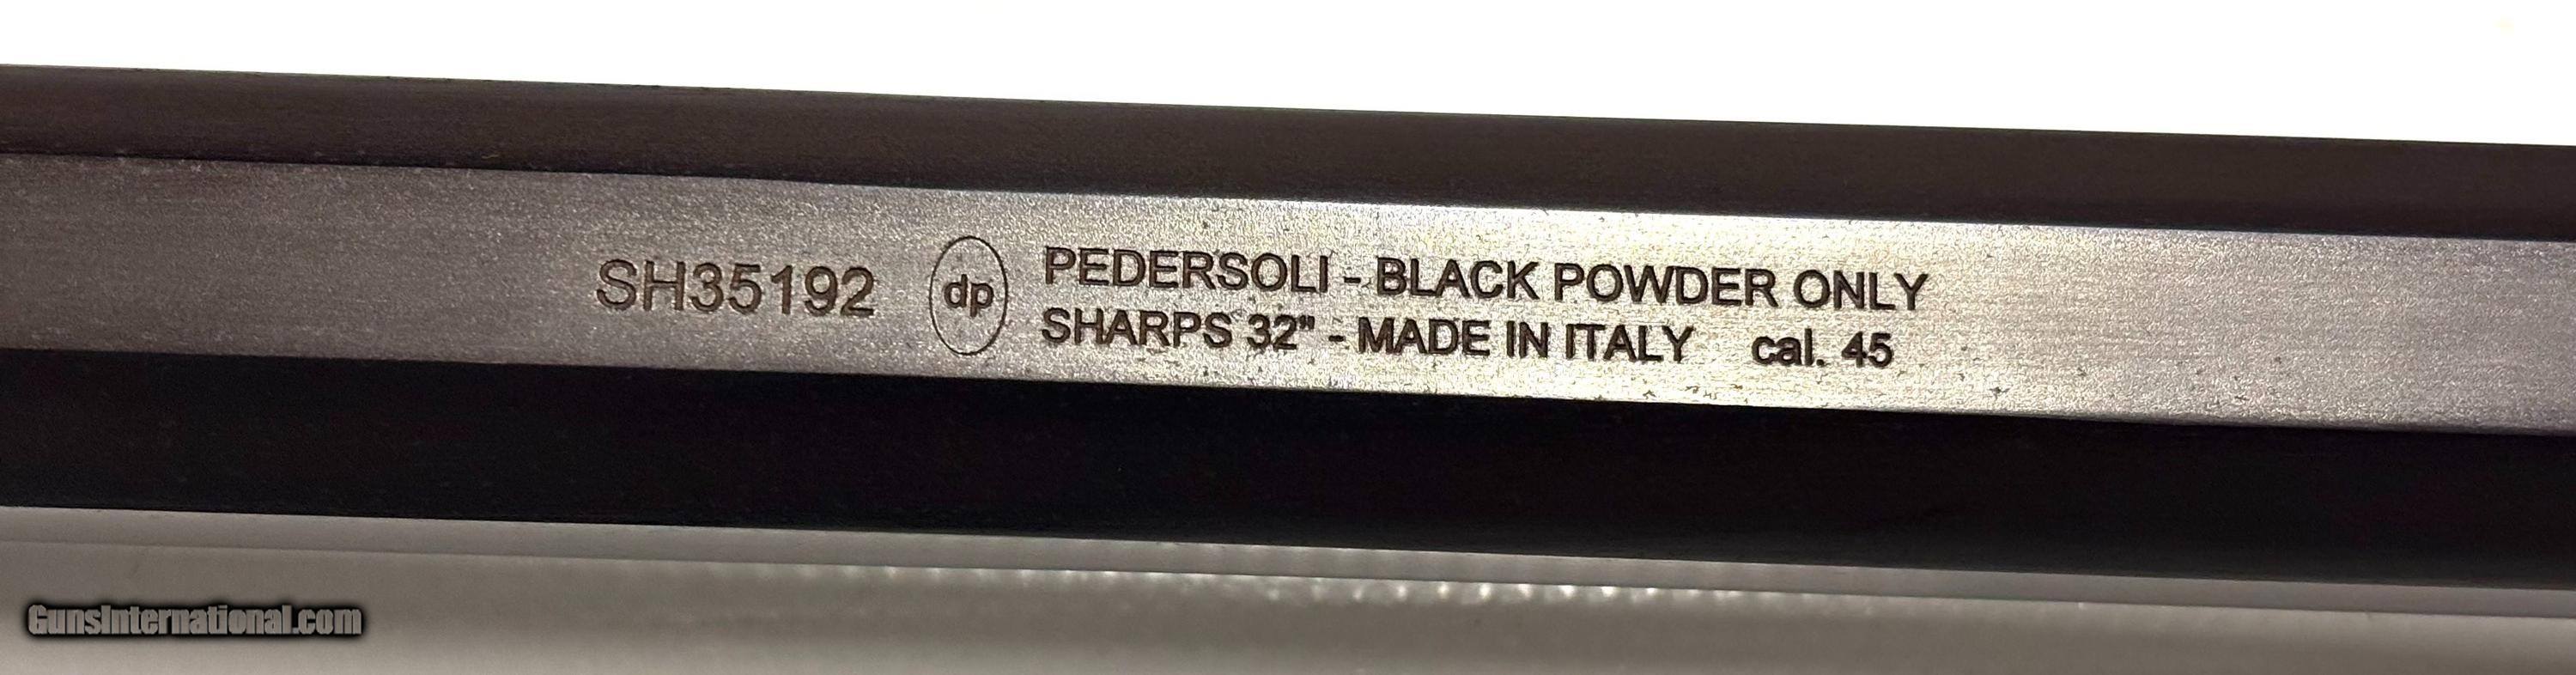 SH35192 dp PEDERSOLI - BLACK POWDER ONLY
SHARPS 32" - MADE IN ITALY cal. 45
GunsInternational.com